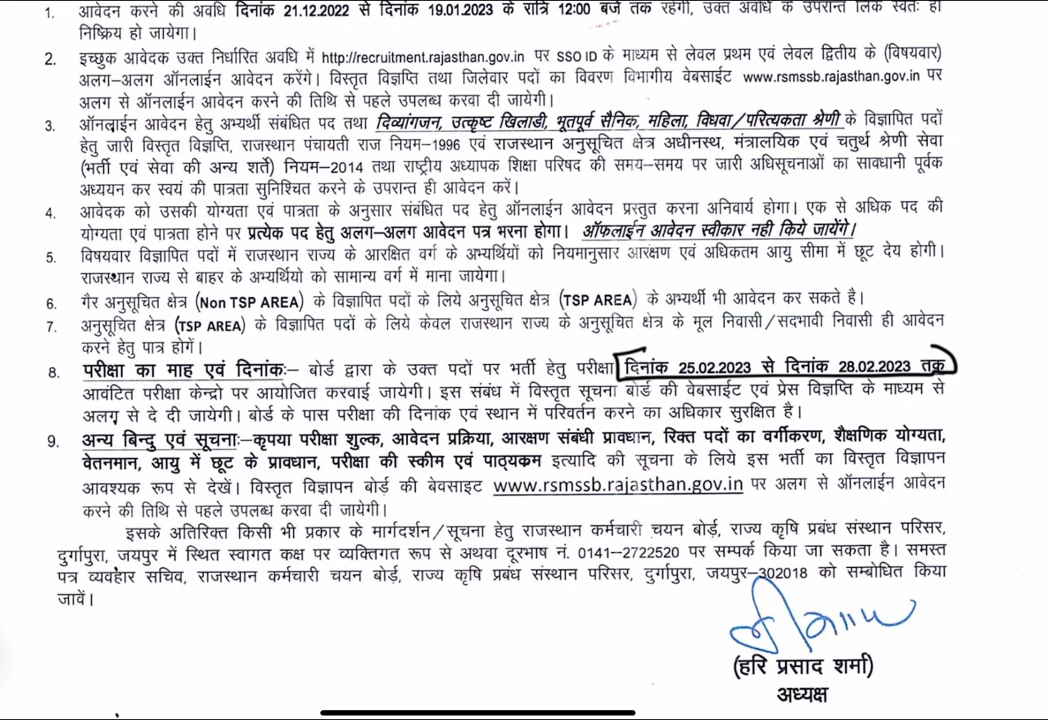 1. आवेदन करने की अवधि दिनांक 21.12.2022 से दिनांक 19.01.2023 के रात्रि 12:00 बजे तक रहेगी, उक्त अवधि के उपरान्त लिंक स्वतः ही
निष्क्रिय हो जायेगा।
2. इच्छुक आवेदक उक्त निर्धारित अवधि में http://recruitment.rajasthan.gov.in पर SSO ID के माध्यम से लेवल प्रथम एवं लेवल द्वितीय के (विषयवार)
अलग–अलग ऑनलाईन आवेदन करेंगे। विस्तृत विज्ञप्ति तथा जिलेवार पदों का विवरण विभागीय वेबसाईट www.rsmssb.rajasthan.gov.in पर
अलग से ऑनलाईन आवेदन करने की तिथि से पहले उपलब्ध करवा दी जायेगी।
3. ऑनलाईन आवेदन हेतु अभ्यर्थी संबंधित पद तथा दिव्यांगजन, उत्कृष्ट खिलाडी, भूतपूर्व सैनिक, महिला, विधवा/परित्यकता श्रेणी के विज्ञापित पदों
हेतु जारी विस्तृत विज्ञप्ति, राजस्थान पंचायती राज नियम–1996 एवं राजस्थान अनुसूचित क्षेत्र अधीनस्थ, मंत्रालयिक एवं चतुर्थ श्रेणी सेवा
(भर्ती एवं सेवा की अन्य शर्ते) नियम–2014 तथा राष्ट्रीय अध्यापक शिक्षा परिषद की समय–समय पर जारी अधिसूचनाओं का सावधानी पूर्वक
अध्ययन कर स्वयं की पात्रता सुनिश्चित करने के उपरान्त ही आवेदन करें।
4. आवेदक को उसकी योग्यता एवं पात्रता के अनुसार संबंधित पद हेतु ऑनलाईन आवेदन प्रस्तुत करना अनिवार्य होगा। एक से अधिक पद की
योग्यता एवं पात्रता होने पर प्रत्येक पद हेतु अलग–अलग आवेदन पत्र भरना होगा। ऑफलाईन आवेदन स्वीकार नही किये जायेंगे।
5. विषयवार विज्ञापित पदों में राजस्थान राज्य के आरक्षित वर्ग के अभ्यर्थियों को नियमानुसार आरक्षण एवं अधिकतम आयु सीमा में छूट देय होगी।
राजस्थान राज्य से बाहर के अभ्यर्थियो को सामान्य वर्ग में माना जायेगा।
6. गैर अनुसूचित क्षेत्र (Non TSP AREA) के विज्ञापित पदों के लिये अनुसूचित क्षेत्र (TSP AREA) के अभ्यर्थी भी आवेदन कर सकते है।
7. अनुसूचित क्षेत्र (TSP AREA) के विज्ञापित पदों के लिये केवल राजस्थान राज्य के अनुसूचित क्षेत्र के मूल निवासी/सदभावी निवासी ही आवेदन
करने हेतु पात्र होगें।
8. परीक्षा का माह एवं दिनांकः– बोर्ड द्वारा के उक्त पदों पर भर्ती हेतु परीक्षा दिनांक 25.02.2023 से दिनांक 28.02.2023 तक
आवांटित परीक्षा केन्द्रो पर आयोजित करवाई जायेगी। इस संबंध में विस्तृत सूचना बोर्ड की वेबसाईट एवं प्रेस विज्ञप्ति के माध्यम से
अलग से दे दी जायेगी। बोर्ड के पास परीक्षा की दिनांक एवं स्थान में परिवर्तन करने का अधिकार सुरक्षित है।
9. अन्य बिन्दु एवं सूचनाः–कृपया परीक्षा शुल्क, आवेदन प्रक्रिया, आरक्षण संबंधी प्रावधान, रिक्त पदों का वर्गीकरण, शैक्षणिक योग्यता,
वेतनमान, आयु में छूट के प्रावधान, परीक्षा की स्कीम एवं पाठ्यकम इत्यादि की सूचना के लिये इस भर्ती का विस्तृत विज्ञापन
आवश्यक रूप से देखें। विस्तृत विज्ञापन बोर्ड की बेवसाइट www.rsmssb.rajasthan.gov.in पर अलग से ऑनलाईन आवेदन
करने की तिथि से पहले उपलब्ध करवा दी जायेगी।
इसके अतिरिक्त किसी भी प्रकार के मार्गदर्शन/सूचना हेतु राजस्थान कर्मचारी चयन बोर्ड, राज्य कृषि प्रबंध संस्थान परिसर,
दुर्गापुरा, जयपुर में स्थित स्वागत कक्ष पर व्यक्तिगत रूप से अथवा दूरभाष नं. 0141–2722520 पर सम्पर्क किया जा सकता है। समस्त
पत्र व्यवहार सचिव, राजस्थान कर्मचारी चयन बोर्ड, राज्य कृषि प्रबंध संस्थान परिसर, दुर्गापुरा, जयपुर–302018 को सम्बोधित किया
जावें।
(हरि प्रसाद शर्मा)
अध्यक्ष